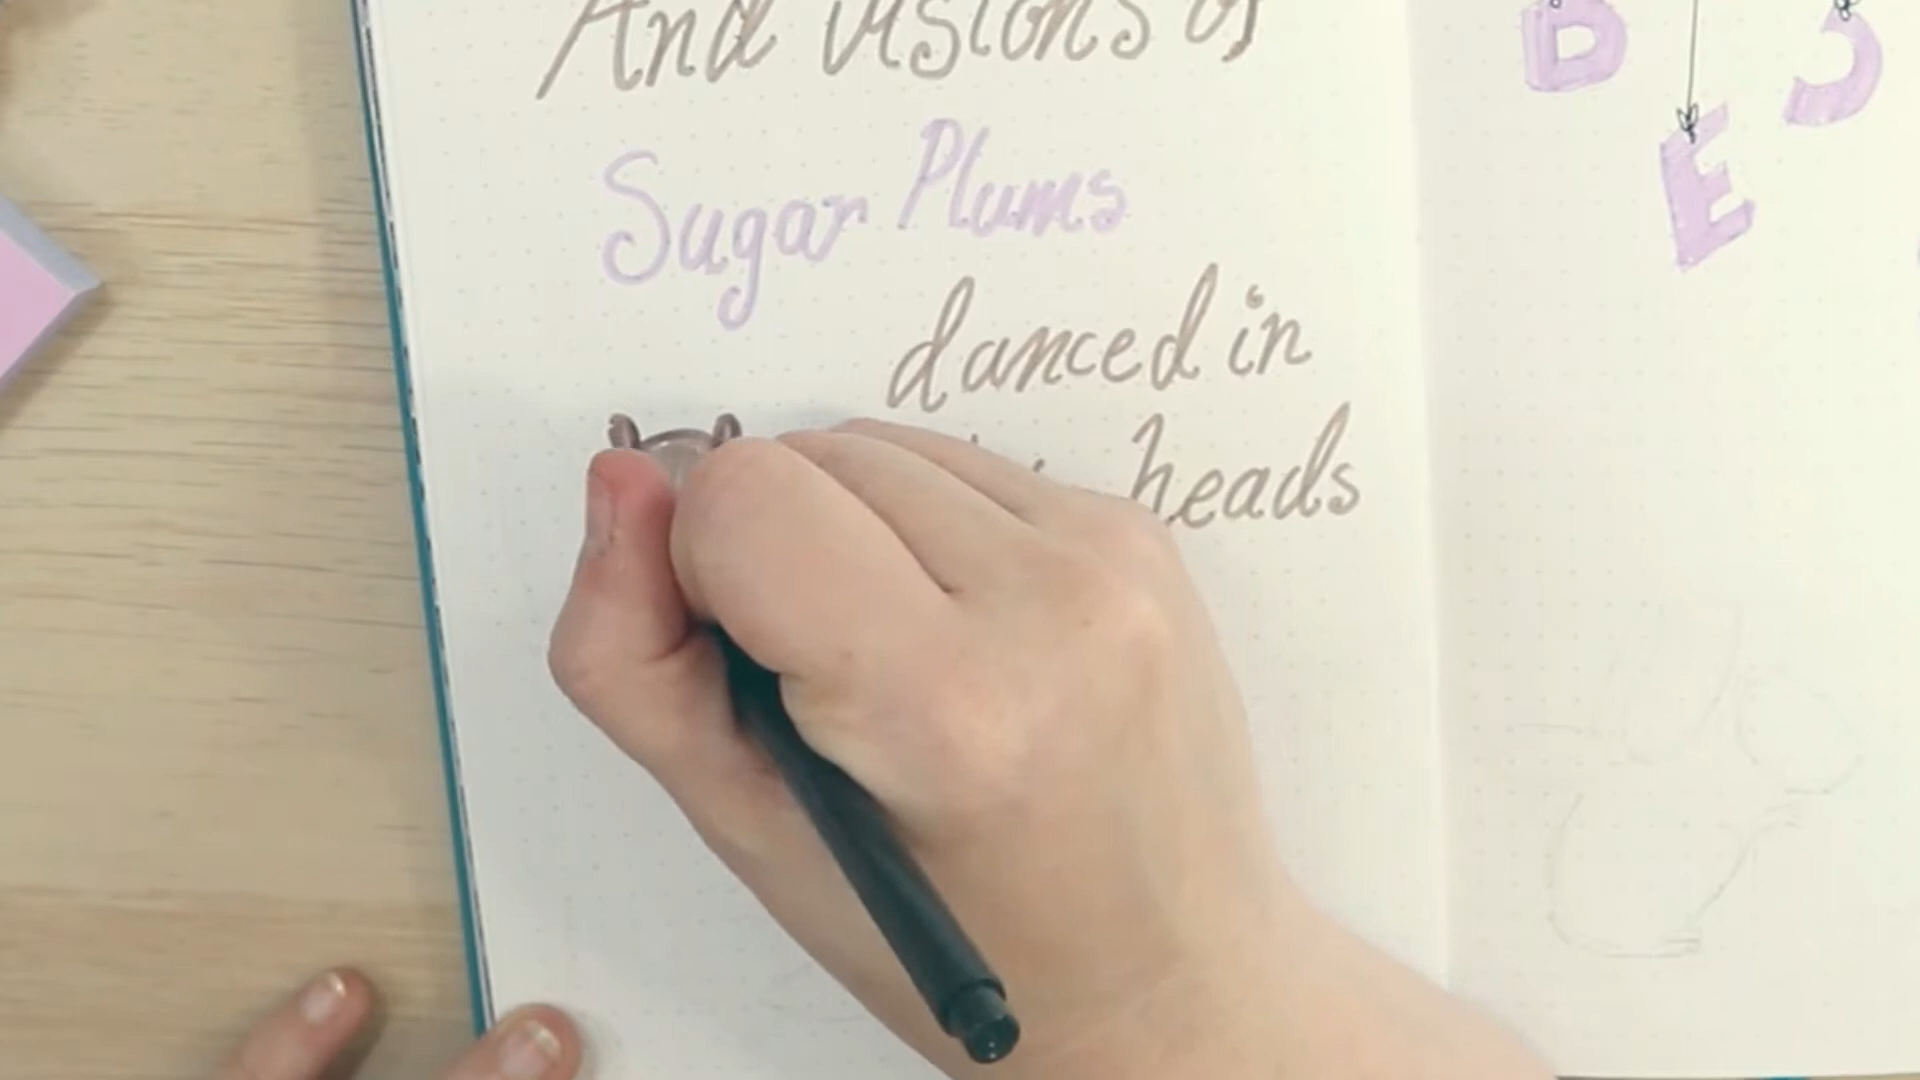 And visions of
Sugar Plums
danced in
heads
B
E